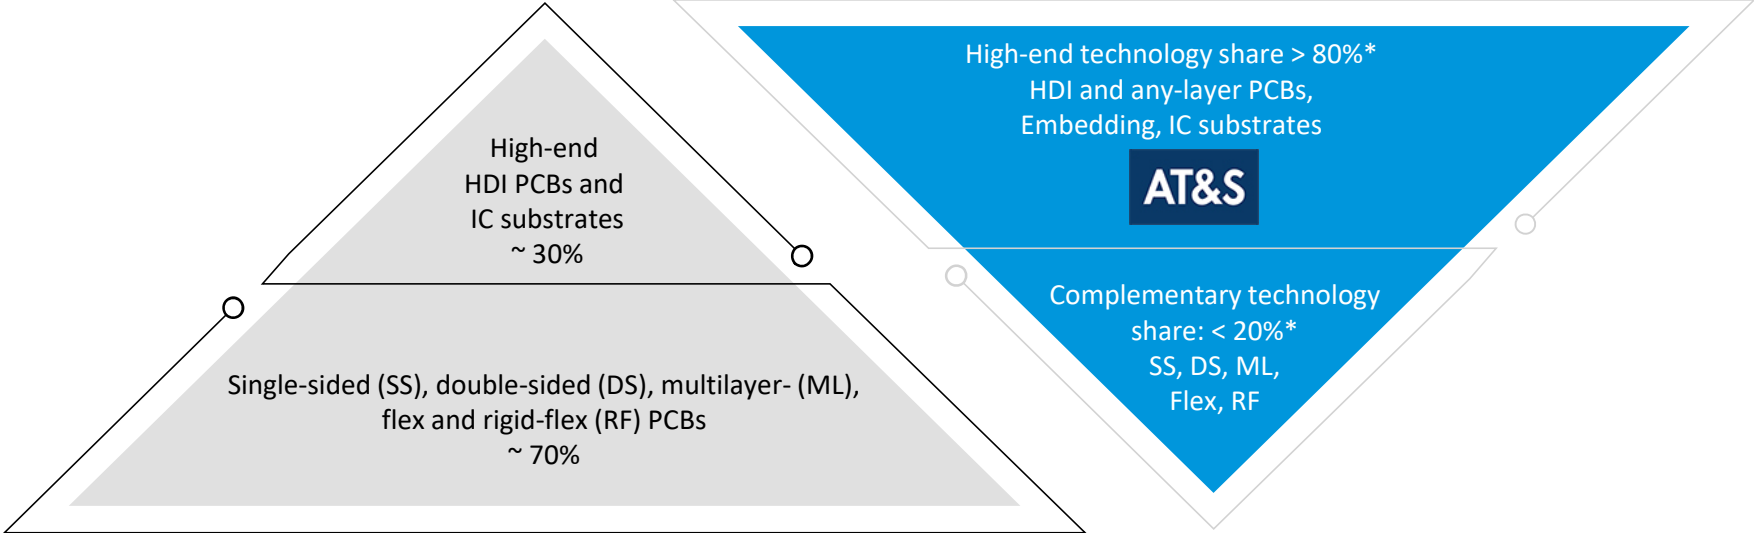 High-end
HDI PCBs and
IC substrates
~ 30%
Single-sided (SS), double-sided (DS), multilayer- (ML),
flex and rigid-flex (RF) PCBs
~ 70%
High-end technology share > 80%*
HDI and any-layer PCBs,
Embedding, IC substrates
AT&S
Complementary technology
share: < 20%*
SS, DS, ML,
Flex, RF